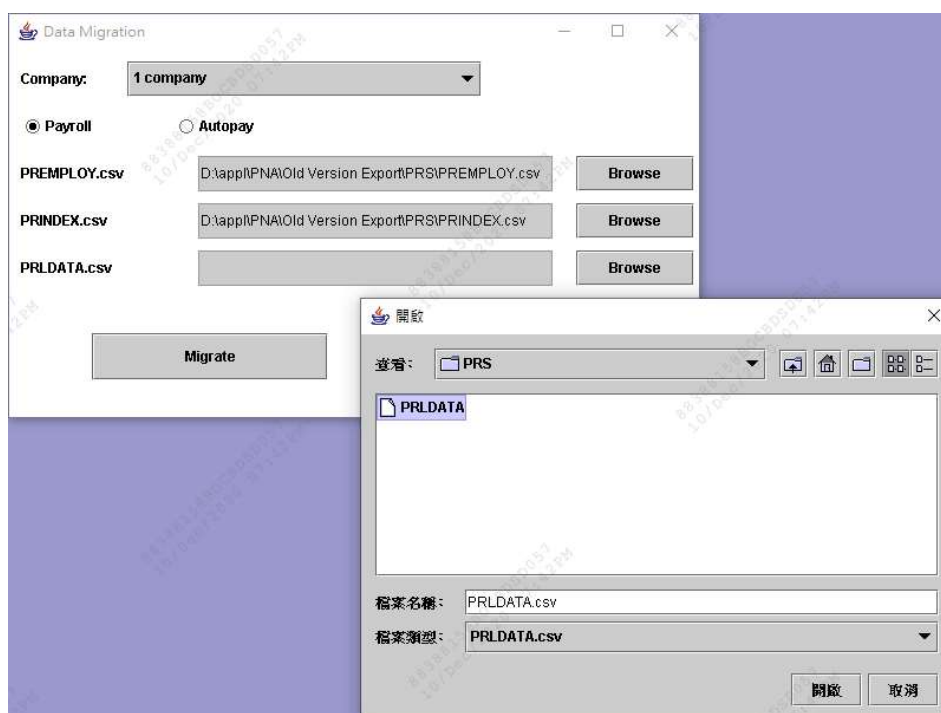 Data Migration
Company: 1 company
Payroll Autopay
PREMPLOY.csv D:\appl\PNA\Old Version Export\PRS\PREMPLOY.csv Browse
PRINDEX.csv D:\appl\PNA\Old Version Export\PRS\PRINDEX.csv Browse
PRLDATA.csv Browse
Migrate
開啟
查看: PRS
PRLDATA
檔案名稱: PRLDATA.csv
檔案類型: PRLDATA.csv
開啟 取消